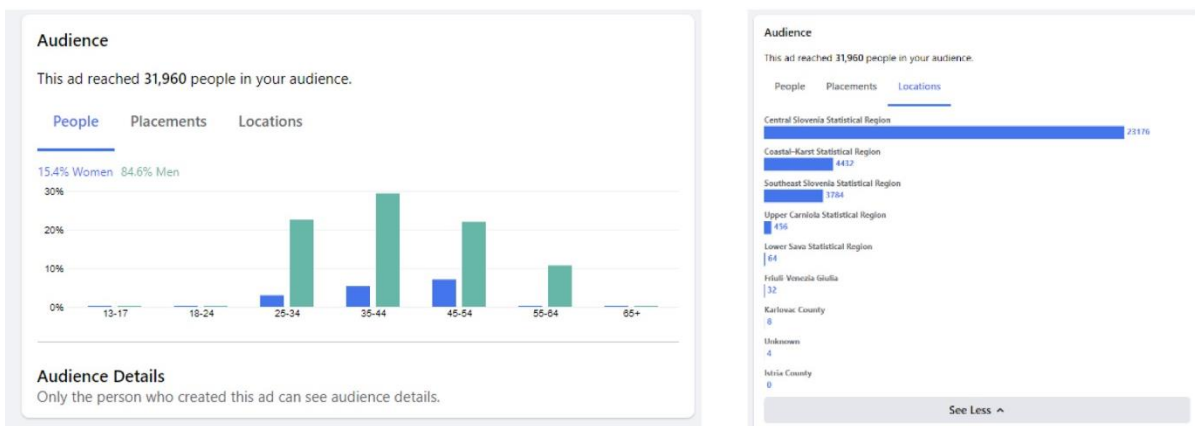 Audience
This ad reached 31,960 people in your audience.
People Placements Locations
15.4% Women 84.6% Men
30%
20%
10%
0%
13-17 18-24 25-34 35-44 45-54 55-64 65+
Audience Details
Only the person who created this ad can see audience details.
Audience
This ad reached 31,960 people in your audience.
People Placements Locations
Central Slovenia Statistical Region
23176
Coastal-Karst Statistical Region
4432
Southeast Slovenia Statistical Region
3784
Upper Carniola Statistical Region
456
Lower Sava Statistical Region
64
Friuli-Venezia Giulia
32
Karlovac County
8
Unknown
4
Istria County
0
See Less